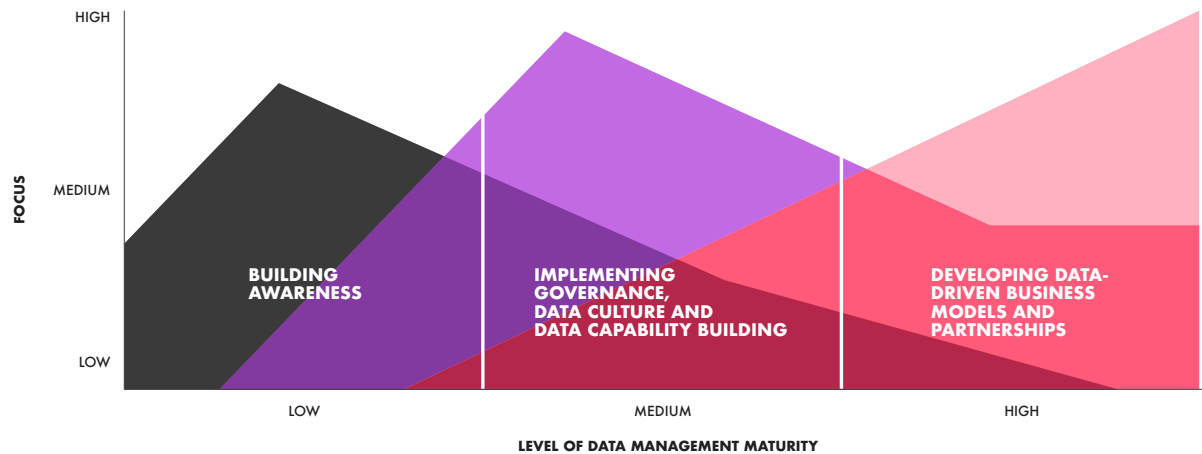 HIGH
MEDIUM
FOCUS
LOW
BUILDING
AWARENESS
IMPLEMENTING
GOVERNANCE,
DATA CULTURE AND
DATA CAPABILITY BUILDING
DEVELOPING DATA-
DRIVEN BUSINESS
MODELS AND
PARTNERSHIPS
LOW
MEDIUM
HIGH
LEVEL OF DATA MANAGEMENT MATURITY